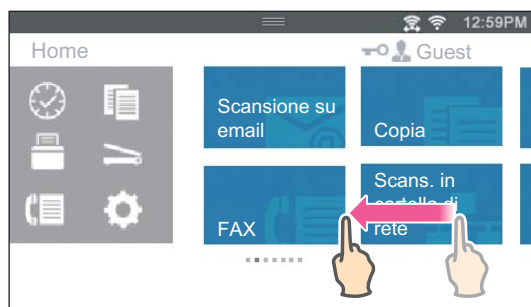 12:59PM
Home
Guest
Scansione su
email
Copia
FAX
Scans. in
cartella di
rete